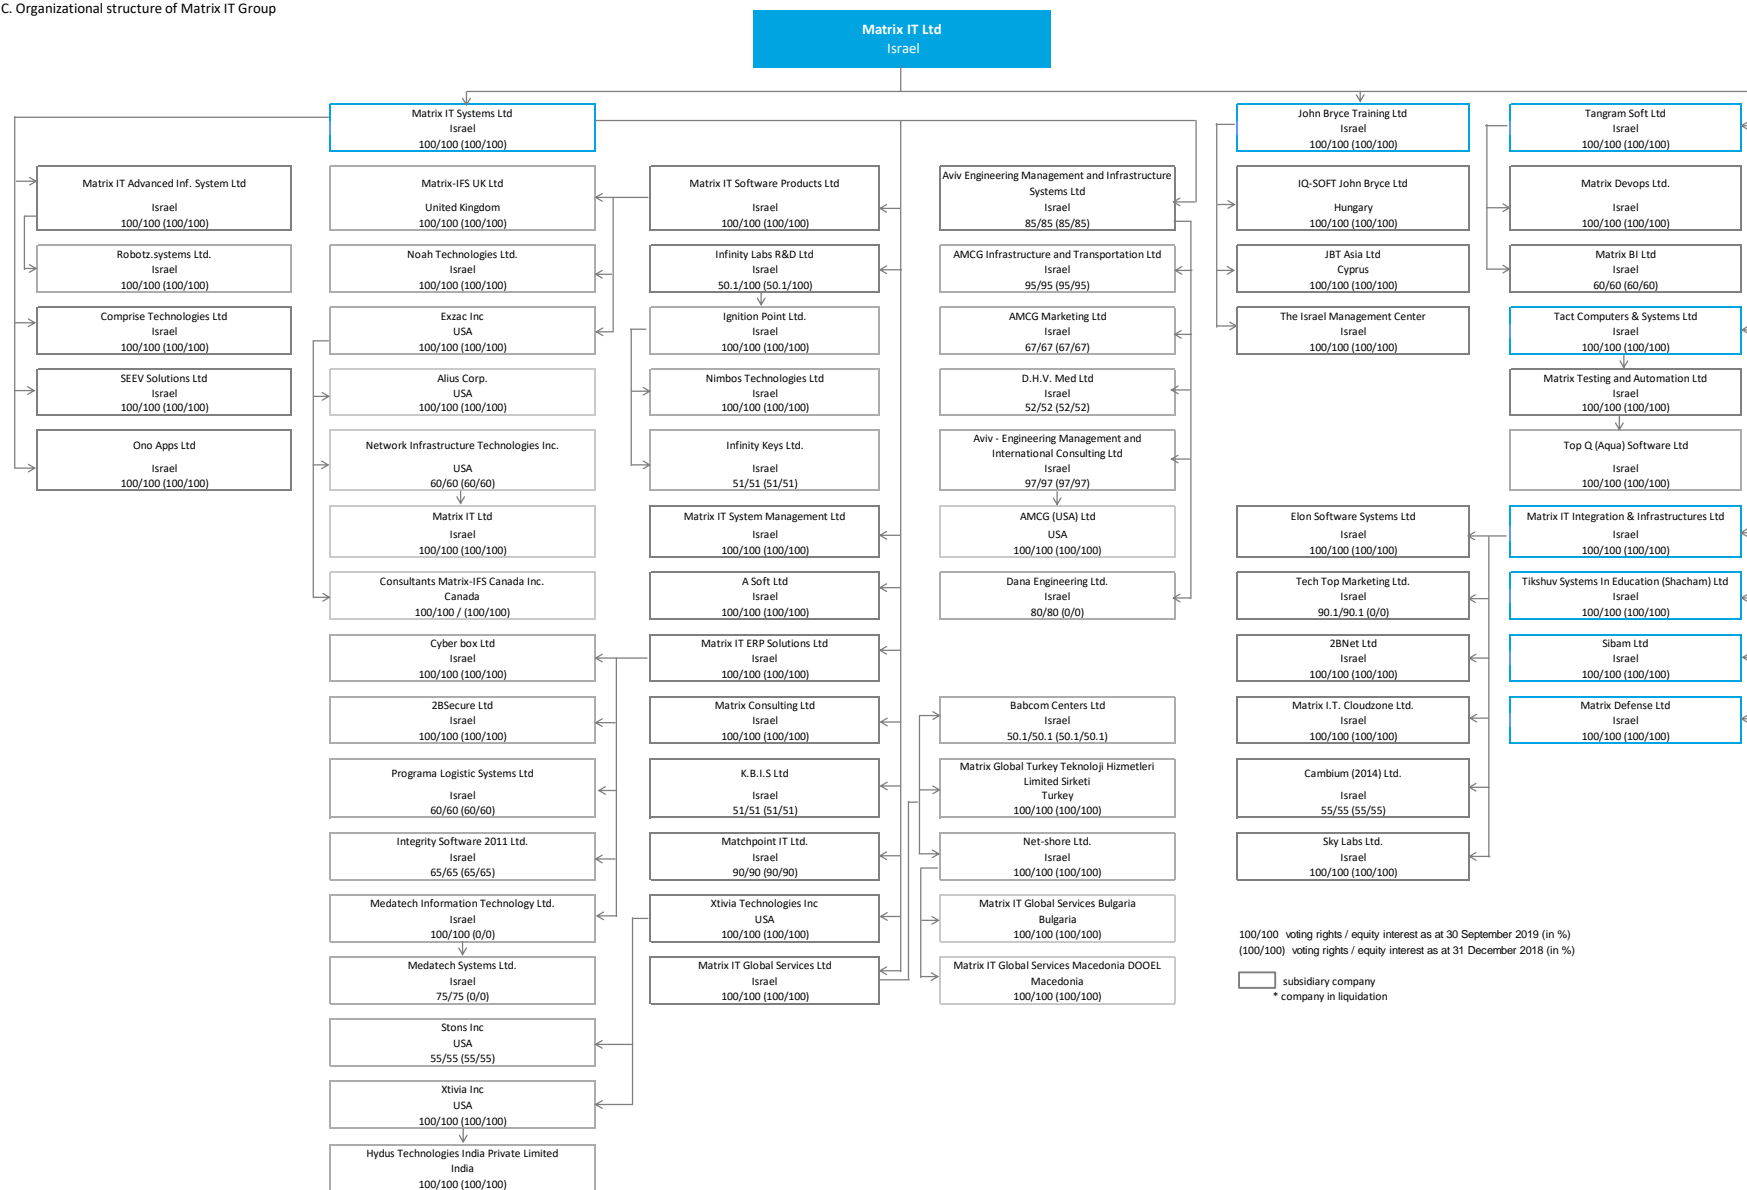 C. Organizational structure of Matrix IT Group
Matrix IT Ltd
Israel
Matrix IT Systems Ltd
Israel
100/100 (100/100)
John Bryce Training Ltd
Israel
100/100 (100/100)
Tangram Soft Ltd
Israel
100/100 (100/100)
Matrix IT Advanced Inf. System Ltd
Israel
100/100 (100/100)
Matrix-IFS UK Ltd
United Kingdom
100/100 (100/100)
Matrix IT Software Products Ltd
Israel
100/100 (100/100)
Aviv Engineering Management and Infrastructure
Systems Ltd
Israel
85/85 (85/85)
IQ-SOFT John Bryce Ltd
Hungary
100/100 (100/100)
Matrix Devops Ltd.
Israel
100/100 (100/100)
Robotz.systems Ltd.
Israel
100/100 (100/100)
Noah Technologies Ltd.
Israel
100/100 (100/100)
Infinity Labs R&D Ltd
Israel
50.1/100 (50.1/100)
AMCG Infrastructure and Transportation Ltd
Israel
95/95 (95/95)
JBT Asia Ltd
Cyprus
100/100 (100/100)
Matrix BI Ltd
Israel
60/60 (60/60)
Comprise Technologies Ltd
Israel
100/100 (100/100)
Exzac Inc
USA
100/100 (100/100)
Ignition Point Ltd.
Israel
100/100 (100/100)
AMCG Marketing Ltd
Israel
67/67 (67/67)
The Israel Management Center
Israel
100/100 (100/100)
Tact Computers & Systems Ltd
Israel
100/100 (100/100)
SEEV Solutions Ltd
Israel
100/100 (100/100)
Alius Corp.
USA
100/100 (100/100)
Nimbos Technologies Ltd
Israel
100/100 (100/100)
D.H.V. Med Ltd
Israel
52/52 (52/52)
Matrix Testing and Automation Ltd
Israel
100/100 (100/100)
Ono Apps Ltd
Israel
100/100 (100/100)
Network Infrastructure Technologies Inc.
USA
60/60 (60/60)
Infinity Keys Ltd.
Israel
51/51 (51/51)
Aviv - Engineering Management and
International Consulting Ltd
Israel
97/97 (97/97)
Top Q (Aqua) Software Ltd
Israel
100/100 (100/100)
Matrix IT Ltd
Israel
100/100 (100/100)
Matrix IT System Management Ltd
Israel
100/100 (100/100)
AMCG (USA) Ltd
USA
100/100 (100/100)
Elon Software Systems Ltd
Israel
100/100 (100/100)
Matrix IT Integration & Infrastructures Ltd
Israel
100/100 (100/100)
Consultants Matrix-IFS Canada Inc.
Canada
100/100 / (100/100)
A Soft Ltd
Israel
100/100 (100/100)
Dana Engineering Ltd.
Israel
80/80 (0/0)
Tech Top Marketing Ltd.
Israel
90.1/90.1 (0/0)
Tikshuv Systems In Education (Shacham) Ltd
Israel
100/100 (100/100)
Cyber box Ltd
Israel
100/100 (100/100)
Matrix IT ERP Solutions Ltd
Israel
100/100 (100/100)
2BNet Ltd
Israel
100/100 (100/100)
Sibam Ltd
Israel
100/100 (100/100)
2BSecure Ltd
Israel
100/100 (100/100)
Matrix Consulting Ltd
Israel
100/100 (100/100)
Babcom Centers Ltd
Israel
50.1/50.1 (50.1/50.1)
Matrix I.T. Cloudzone Ltd.
Israel
100/100 (100/100)
Matrix Defense Ltd
Israel
100/100 (100/100)
Programa Logistic Systems Ltd
Israel
60/60 (60/60)
K.B.I.S Ltd
Israel
51/51 (51/51)
Matrix Global Turkey Teknoloji Hizmetleri
Limited Sirketi
Turkey
100/100 (100/100)
Cambium (2014) Ltd.
Israel
55/55 (55/55)
Integrity Software 2011 Ltd.
Israel
65/65 (65/65)
Matchpoint IT Ltd.
Israel
90/90 (90/90)
Net-shore Ltd.
Israel
100/100 (100/100)
Sky Labs Ltd.
Israel
100/100 (100/100)
Medatech Information Technology Ltd.
Israel
100/100 (0/0)
Xtivia Technologies Inc
USA
100/100 (100/100)
Matrix IT Global Services Bulgaria
Bulgaria
100/100 (100/100)
100/100 voting rights / equity interest as at 30 September 2019 (in %)
(100/100) voting rights / equity interest as at 31 December 2018 (in %)
Medatech Systems Ltd.
Israel
75/75 (0/0)
Matrix IT Global Services Ltd
Israel
100/100 (100/100)
Matrix IT Global Services Macedonia DOOEL
Macedonia
100/100 (100/100)
subsidiary company
* company in liquidation
Stons Inc
USA
55/55 (55/55)
Xtivia Inc
USA
100/100 (100/100)
Hydus Technologies India Private Limited
India
100/100 (100/100)